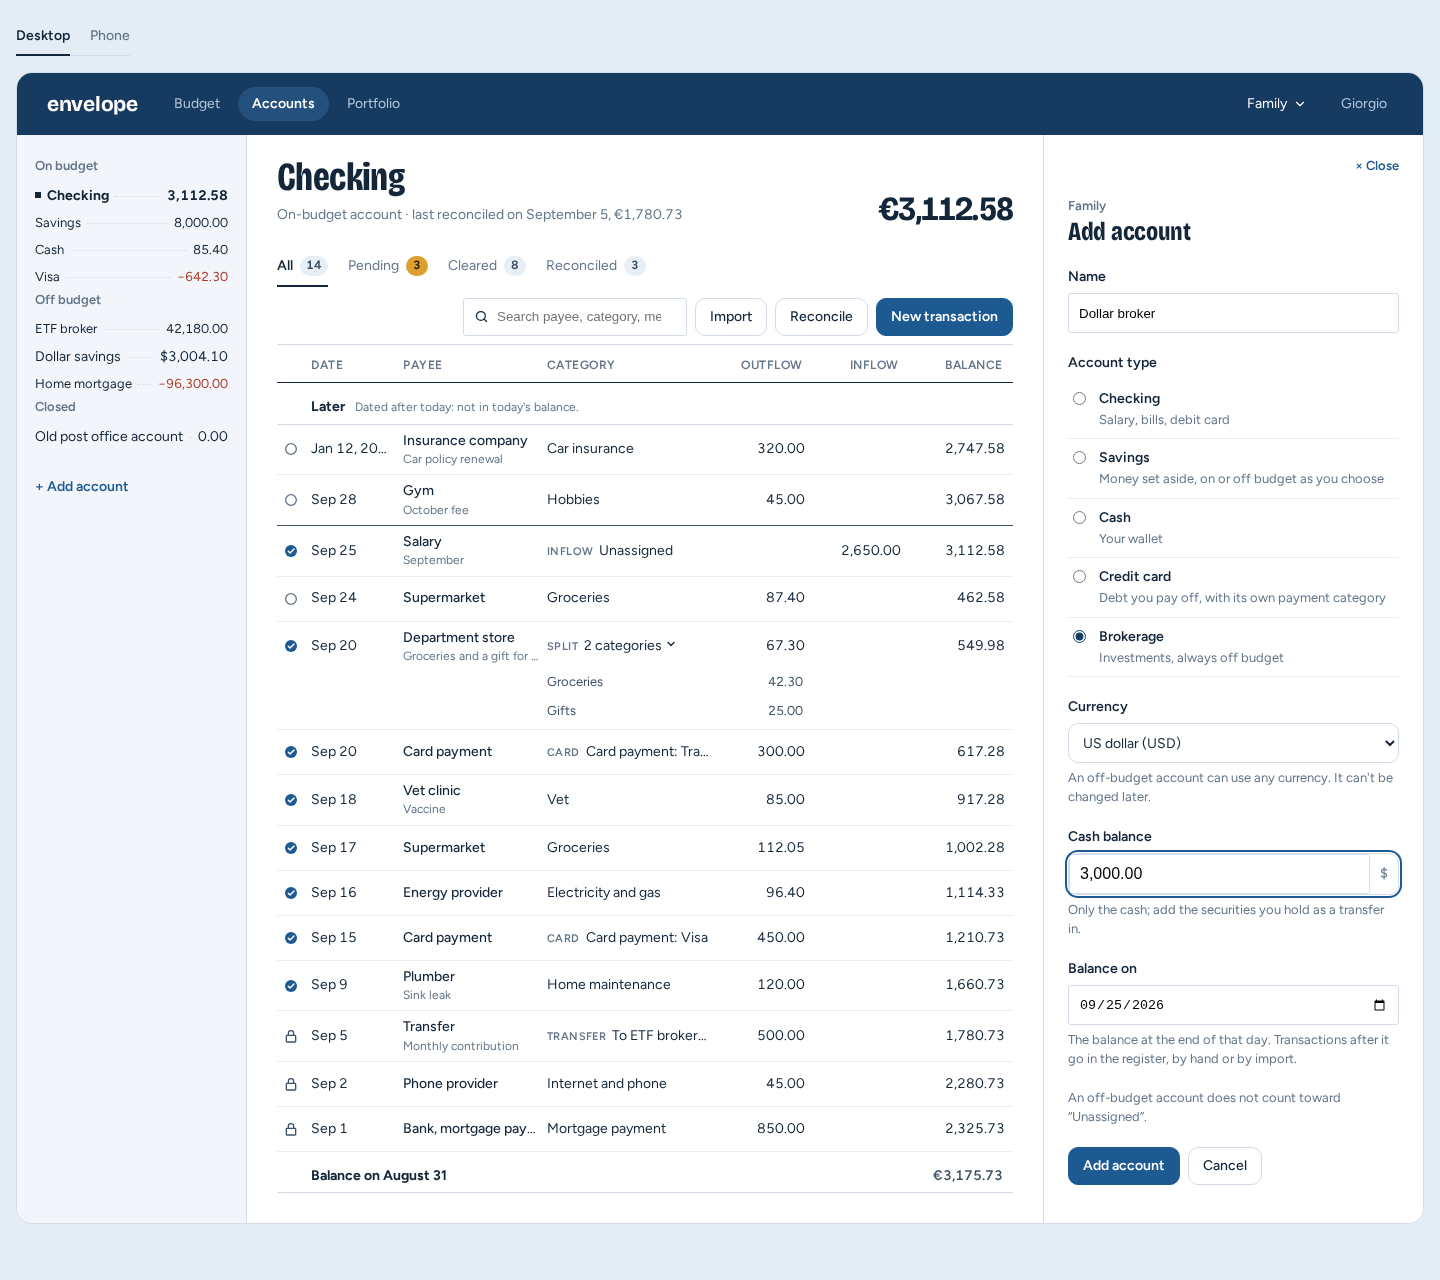 Desktop Phone
envelope Budget Accounts Portfolio Family Giorgio
On budget
Checking 3,112.58
Savings 8,000.00
Cash 85.40
Visa −642.30
Off budget
ETF broker 42,180.00
Dollar savings $3,004.10
Home mortgage −96,300.00
Closed
Old post office account 0.00
+ Add account
Checking
On-budget account · last reconciled on September 5, €1,780.73
€3,112.58
All 14 Pending 3 Cleared 8 Reconciled 3
Search payee, category, me Import Reconcile New transaction
DATE PAYEE CATEGORY OUTFLOW INFLOW BALANCE
Later Dated after today: not in today's balance.
Jan 12, 20… Insurance company Car insurance 320.00 2,747.58
Car policy renewal
Sep 28 Gym Hobbies 45.00 3,067.58
October fee
Sep 25 Salary INFLOW Unassigned 2,650.00 3,112.58
September
Sep 24 Supermarket Groceries 87.40 462.58
Sep 20 Department store SPLIT 2 categories 67.30 549.98
Groceries and a gift for …
Groceries 42.30
Gifts 25.00
Sep 20 Card payment CARD Card payment: Tra… 300.00 617.28
Sep 18 Vet clinic Vet 85.00 917.28
Vaccine
Sep 17 Supermarket Groceries 112.05 1,002.28
Sep 16 Energy provider Electricity and gas 96.40 1,114.33
Sep 15 Card payment CARD Card payment: Visa 450.00 1,210.73
Sep 9 Plumber Home maintenance 120.00 1,660.73
Sink leak
Sep 5 Transfer TRANSFER To ETF broker… 500.00 1,780.73
Monthly contribution
Sep 2 Phone provider Internet and phone 45.00 2,280.73
Sep 1 Bank, mortgage pay… Mortgage payment 850.00 2,325.73
Balance on August 31 €3,175.73
× Close
Family
Add account
Name
Dollar broker
Account type
Checking
Salary, bills, debit card
Savings
Money set aside, on or off budget as you choose
Cash
Your wallet
Credit card
Debt you pay off, with its own payment category
Brokerage
Investments, always off budget
Currency
US dollar (USD)
An off-budget account can use any currency. It can't be
changed later.
Cash balance
3,000.00 $
Only the cash; add the securities you hold as a transfer
in.
Balance on
09/25/2026
The balance at the end of that day. Transactions after it
go in the register, by hand or by import.
An off-budget account does not count toward
“Unassigned”.
Add account Cancel